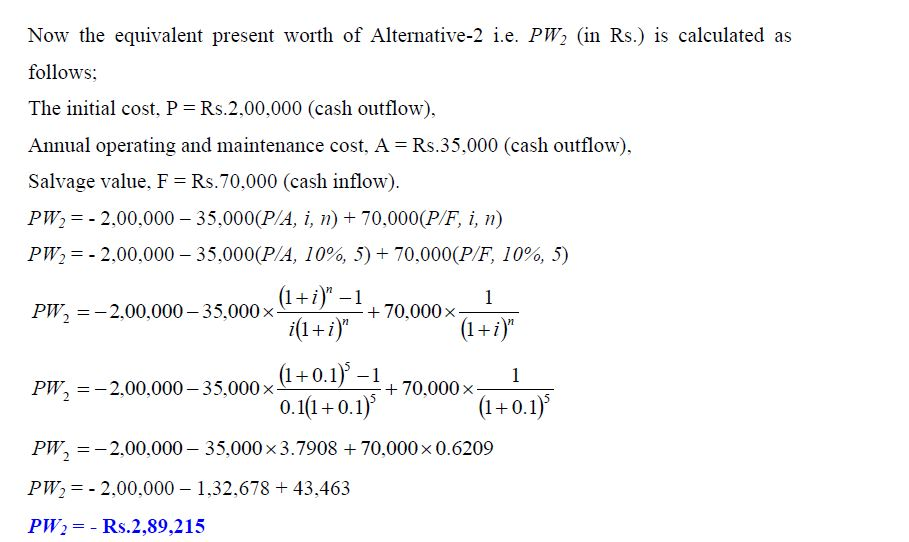 Now the equivalent present worth of Alternative-2 i.e. PW₂ (in Rs.) is calculated as
follows;
The initial cost, P = Rs.2,00,000 (cash outflow),
Annual operating and maintenance cost, A = Rs.35,000 (cash outflow),
Salvage value, F = Rs.70,000 (cash inflow).
PW₂ = - 2,00,000 – 35,000(P/A, i, n) + 70,000(P/F, i, n)
PW₂ = - 2,00,000 – 35,000(P/A, 10%, 5) + 70,000(P/F, 10%, 5)
PW₂ = −2,00,000 – 35,000 × ((1+i)ⁿ −1)/(i(1+i)ⁿ) + 70,000 × 1/(1+i)ⁿ
PW₂ = −2,00,000 – 35,000 × ((1+0.1)⁵ −1)/(0.1(1+0.1)⁵) + 70,000 × 1/(1+0.1)⁵
PW₂ = −2,00,000 – 35,000 × 3.7908 + 70,000 × 0.6209
PW₂ = - 2,00,000 – 1,32,678 + 43,463
PW₂ = - Rs.2,89,215